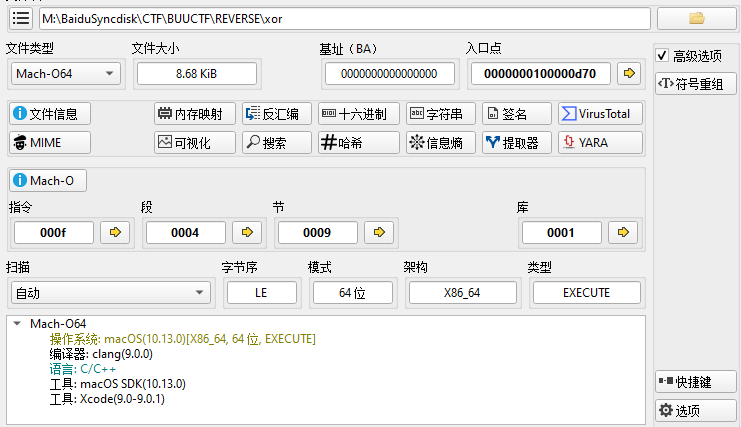 M:\BaiduSyncdisk\CTF\BUUCTF\REVERSE\xor
文件类型 文件大小 基址（BA） 入口点
Mach-O64 8.68 KiB 0000000000000000 0000000100000d70
高级选项
<T>符号重组
文件信息 内存映射 反汇编 十六进制 字符串 签名 VirusTotal
MIME 可视化 搜索 哈希 信息熵 提取器 YARA
Mach-O
指令 段 节 库
000f 0004 0009 0001
扫描 字节序 模式 架构 类型
自动 LE 64 位 X86_64 EXECUTE
Mach-O64
操作系统: macOS(10.13.0)[X86_64, 64 位, EXECUTE]
编译器: clang(9.0.0)
语言: C/C++
工具: macOS SDK(10.13.0)
工具: Xcode(9.0-9.0.1)
快捷键
选项